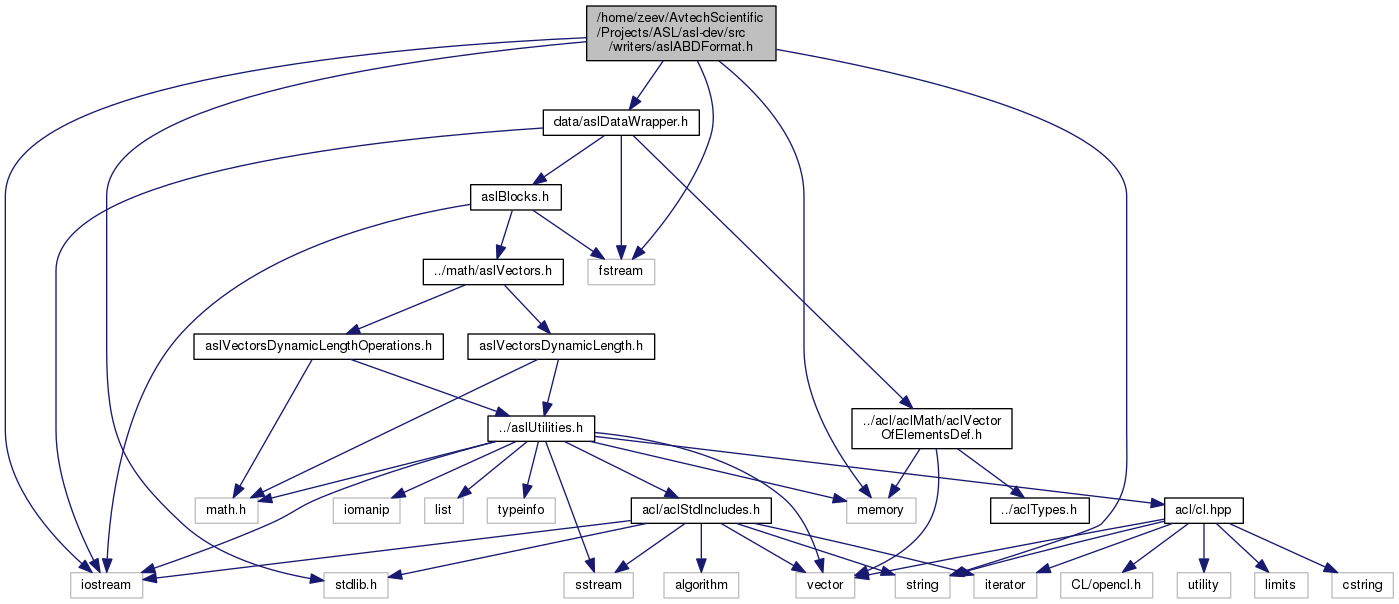 /home/zeev/AvtechScientific
/Projects/ASL/asl-dev/src
/writers/aslABDFormat.h
data/aslDataWrapper.h
aslBlocks.h
../math/aslVectors.h
fstream
aslVectorsDynamicLengthOperations.h
aslVectorsDynamicLength.h
../aslUtilities.h
../acl/aclMath/aclVector
OfElementsDef.h
math.h
iomanip
list
typeinfo
acl/aclStdIncludes.h
memory
../aclTypes.h
acl/cl.hpp
iostream
stdlib.h
sstream
algorithm
vector
string
iterator
CL/opencl.h
utility
limits
cstring